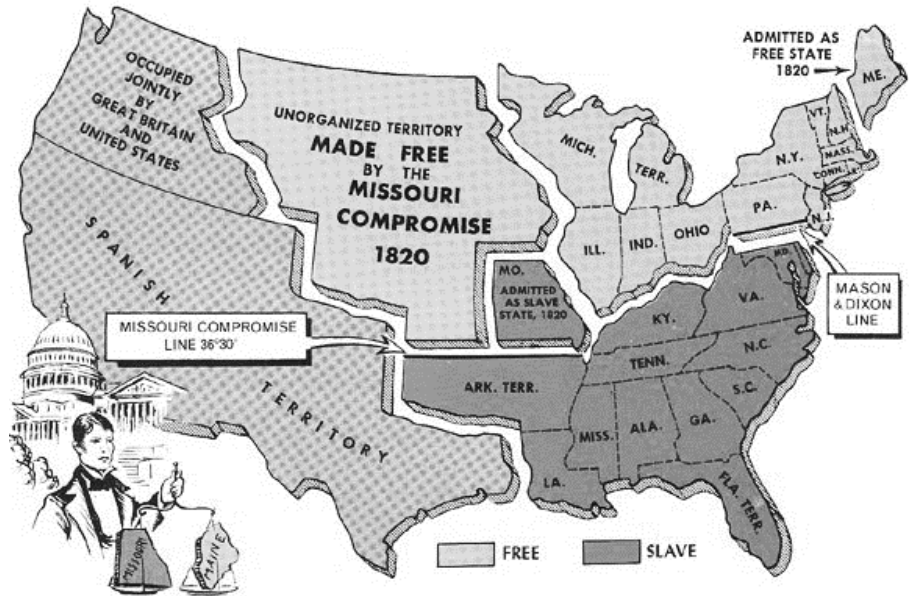 OCCUPIED
JOINTLY
BY
GREAT BRITAIN
AND
UNITED STATES
UNORGANIZED TERRITORY
MADE FREE
BY THE
MISSOURI
COMPROMISE
1820
ADMITTED AS
FREE STATE
1820
ME.
VT.
N.H.
MASS.
CONN.
N.Y.
MICH.
TERR.
PA.
N.J.
ILL.
IND.
OHIO
SPANISH
TERRITORY
MO.
ADMITTED
AS SLAVE
STATE, 1820
MD.
MASON
& DIXON
LINE
MISSOURI COMPROMISE
LINE 36°30'
KY.
VA.
TENN.
N.C.
ARK. TERR.
S.C.
MISS.
ALA.
GA.
LA.
FLA. TERR.
MISSOURI
MAINE
FREE
SLAVE